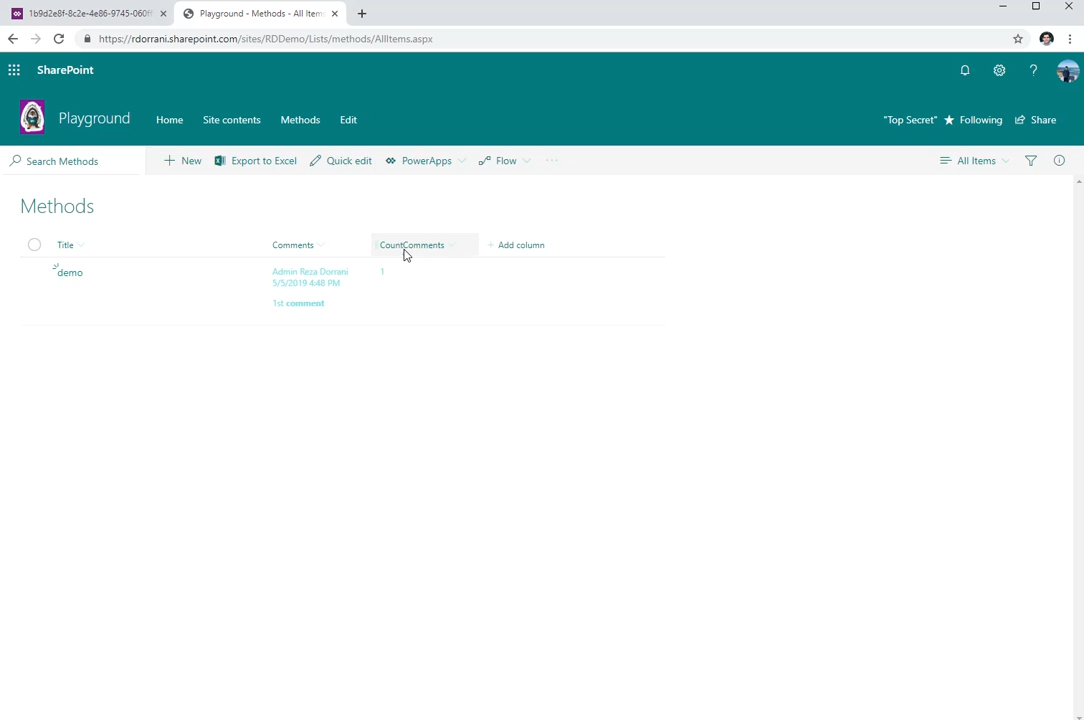 1b9d2e8f-8c2e-4e86-9745-060ff
Playground - Methods - All Items
https://rdorrani.sharepoint.com/sites/RDDemo/Lists/methods/AllItems.aspx
SharePoint
Playground
Home
Site contents
Methods
Edit
"Top Secret"
Following
Share
Search Methods
New
Export to Excel
Quick edit
PowerApps
Flow
All Items
Methods
Title
Comments
CountComments
Add column
demo
Admin Reza Dorrani
5/5/2019 4:48 PM
1st comment
1